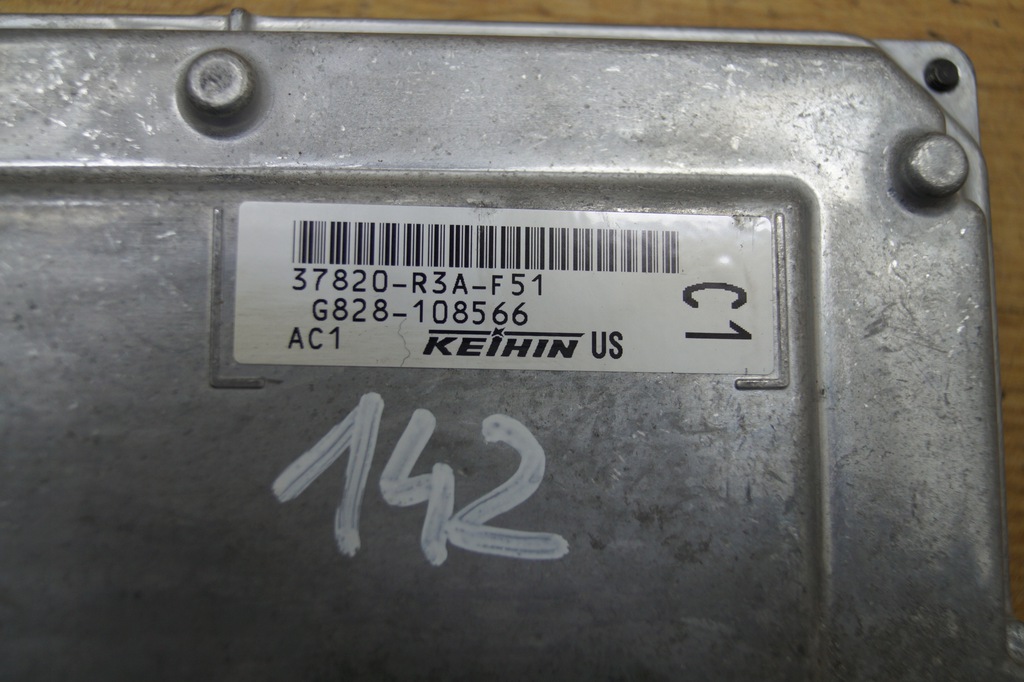 37820-R3A-F51
G828-108566
AC1 KEIHIN US
C1
142